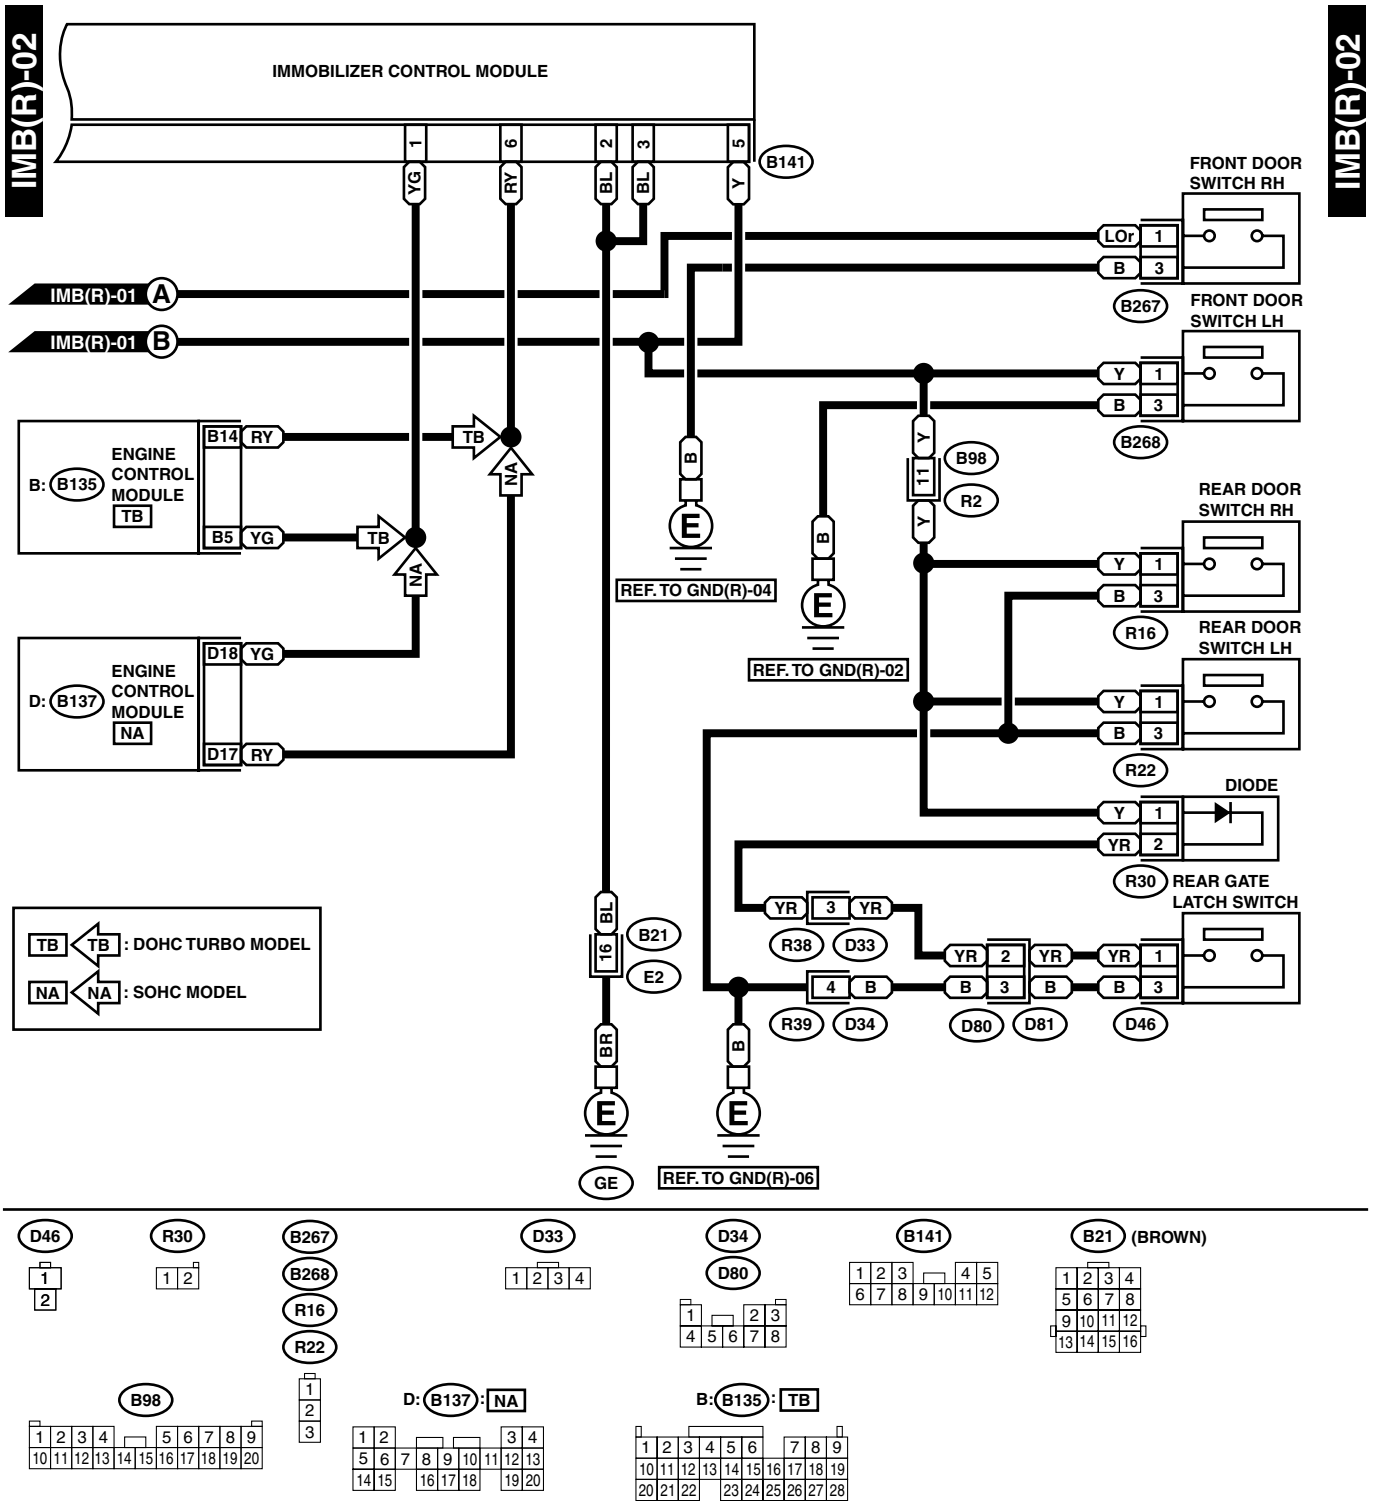 IMB(R)-02
IMB(R)-02
IMMOBILIZER CONTROL MODULE
1 6 2 3 5
B141
YG RY BL BL Y
FRONT DOOR
SWITCH RH
LOr 1
B 3
B267
IMB(R)-01 A
IMB(R)-01 B
FRONT DOOR
SWITCH LH
Y 1
B 3
B268
B: B135
ENGINE
CONTROL
MODULE
TB
B14 RY
B5 YG
TB
NA
TB
NA
B
E
REF. TO GND(R)-04
Y
11
B98
R2
Y
B
E
REF. TO GND(R)-02
REAR DOOR
SWITCH RH
Y 1
B 3
R16
D: B137
ENGINE
CONTROL
MODULE
NA
D18 YG
D17 RY
REAR DOOR
SWITCH LH
Y 1
B 3
R22
DIODE
Y 1
YR 2
R30
REAR GATE
LATCH SWITCH
YR 3 YR
R38 D33
YR 2 YR YR 1
4 B B 3 B B 3
R39 D34 D80 D81 D46
TB TB : DOHC TURBO MODEL
NA NA : SOHC MODEL
BL
16
B21
E2
BR
E
GE
B
E
REF. TO GND(R)-06
D46
1
2
R30
1 2
B267
B268
R16
R22
1
2
3
D33
1 2 3 4
D34
D80
1 2 3
4 5 6 7 8
B141
1 2 3 4 5
6 7 8 9 10 11 12
B21 (BROWN)
1 2 3 4
5 6 7 8
9 10 11 12
13 14 15 16
B98
1 2 3 4 5 6 7 8 9
10 11 12 13 14 15 16 17 18 19 20
D: B137 : NA
1 2 3 4
5 6 7 8 9 10 11 12 13
14 15 16 17 18 19 20
B: B135 : TB
1 2 3 4 5 6 7 8 9
10 11 12 13 14 15 16 17 18 19
20 21 22 23 24 25 26 27 28